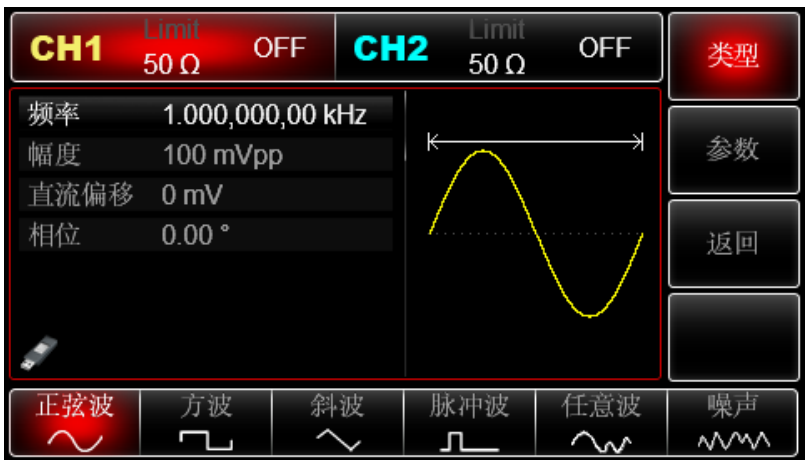 CH1 Limit 50 Ω OFF CH2 Limit 50 Ω OFF
类型
频率 1.000,000,00 kHz
幅度 100 mVpp
直流偏移 0 mV
相位 0.00 °
参数
返回
正弦波 方波 斜波 脉冲波 任意波 噪声